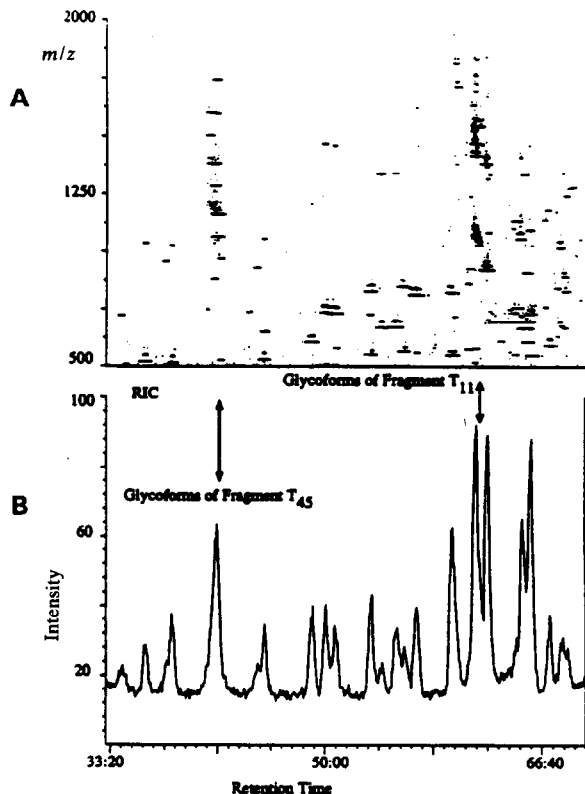 2000
m/z
A
1250
500
Glycoforms of Fragment T11
100
RIC
80
Glycoforms of Fragment T45
B
60
Intensity
20
33:20
50:00
66:40
Retention Time